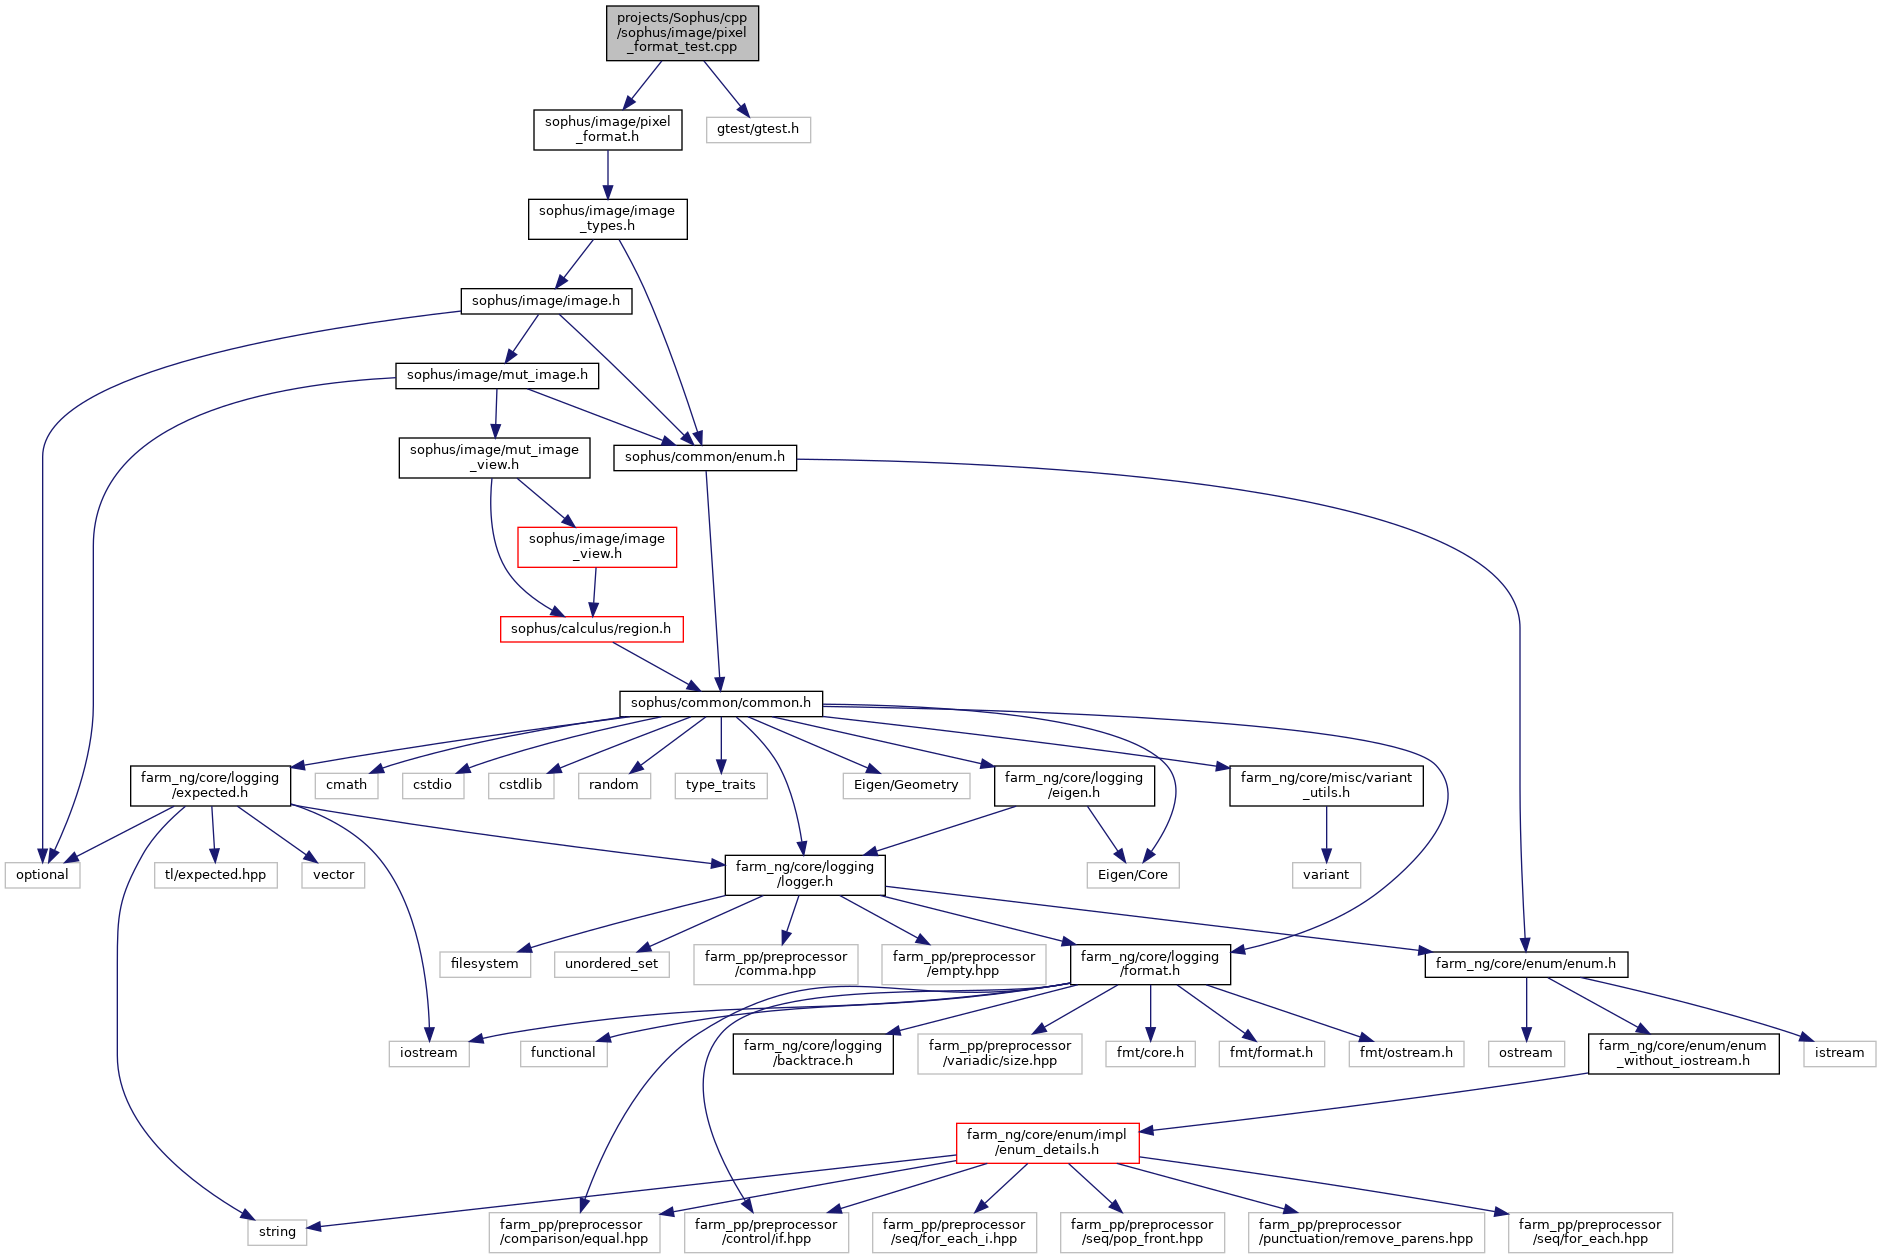 projects/Sophus/cpp
/sophus/image/pixel
_format_test.cpp
sophus/image/pixel
_format.h
gtest/gtest.h
sophus/image/image
_types.h
sophus/image/image.h
sophus/image/mut_image.h
sophus/image/mut_image
_view.h
sophus/common/enum.h
sophus/image/image
_view.h
sophus/calculus/region.h
sophus/common/common.h
farm_ng/core/logging
/expected.h
cmath
cstdio
cstdlib
random
type_traits
Eigen/Geometry
farm_ng/core/logging
/eigen.h
farm_ng/core/misc/variant
_utils.h
optional
tl/expected.hpp
vector
farm_ng/core/logging
/logger.h
Eigen/Core
variant
filesystem
unordered_set
farm_pp/preprocessor
/comma.hpp
farm_pp/preprocessor
/empty.hpp
farm_ng/core/logging
/format.h
farm_ng/core/enum/enum.h
iostream
functional
farm_ng/core/logging
/backtrace.h
farm_pp/preprocessor
/variadic/size.hpp
fmt/core.h
fmt/format.h
fmt/ostream.h
ostream
farm_ng/core/enum/enum
_without_iostream.h
istream
farm_ng/core/enum/impl
/enum_details.h
string
farm_pp/preprocessor
/comparison/equal.hpp
farm_pp/preprocessor
/control/if.hpp
farm_pp/preprocessor
/seq/for_each_i.hpp
farm_pp/preprocessor
/seq/pop_front.hpp
farm_pp/preprocessor
/punctuation/remove_parens.hpp
farm_pp/preprocessor
/seq/for_each.hpp